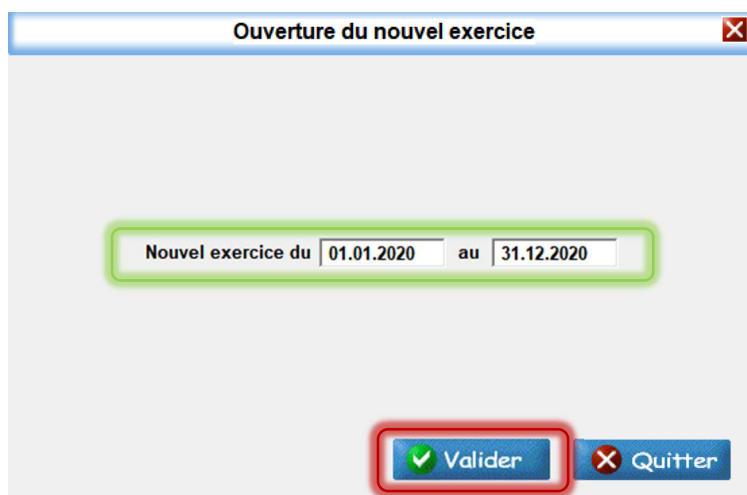 Ouverture du nouvel exercice
Nouvel exercice du 01.01.2020 au 31.12.2020
Valider Quitter